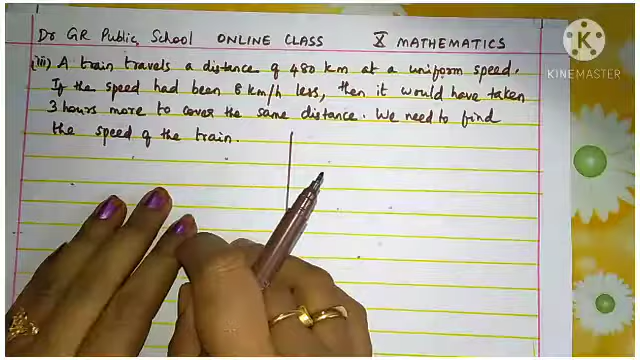 Dr GR Public School ONLINE CLASS X MATHEMATICS
(iii) A train travels a distance of 480 km at a uniform speed.
If the speed had been 8 km/h less, then it would have taken
3 hours more to cover the same distance. We need to find
the speed of the train.
K
KINEMASTER